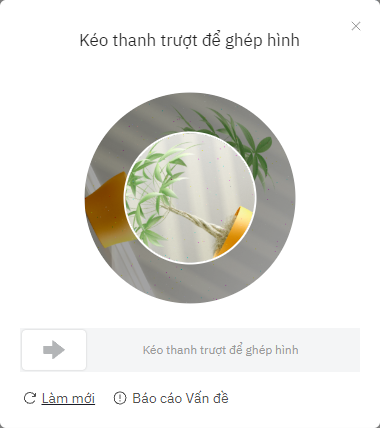 Kéo thanh trượt để ghép hình
Kéo thanh trượt để ghép hình
Làm mới
Báo cáo Vấn đề